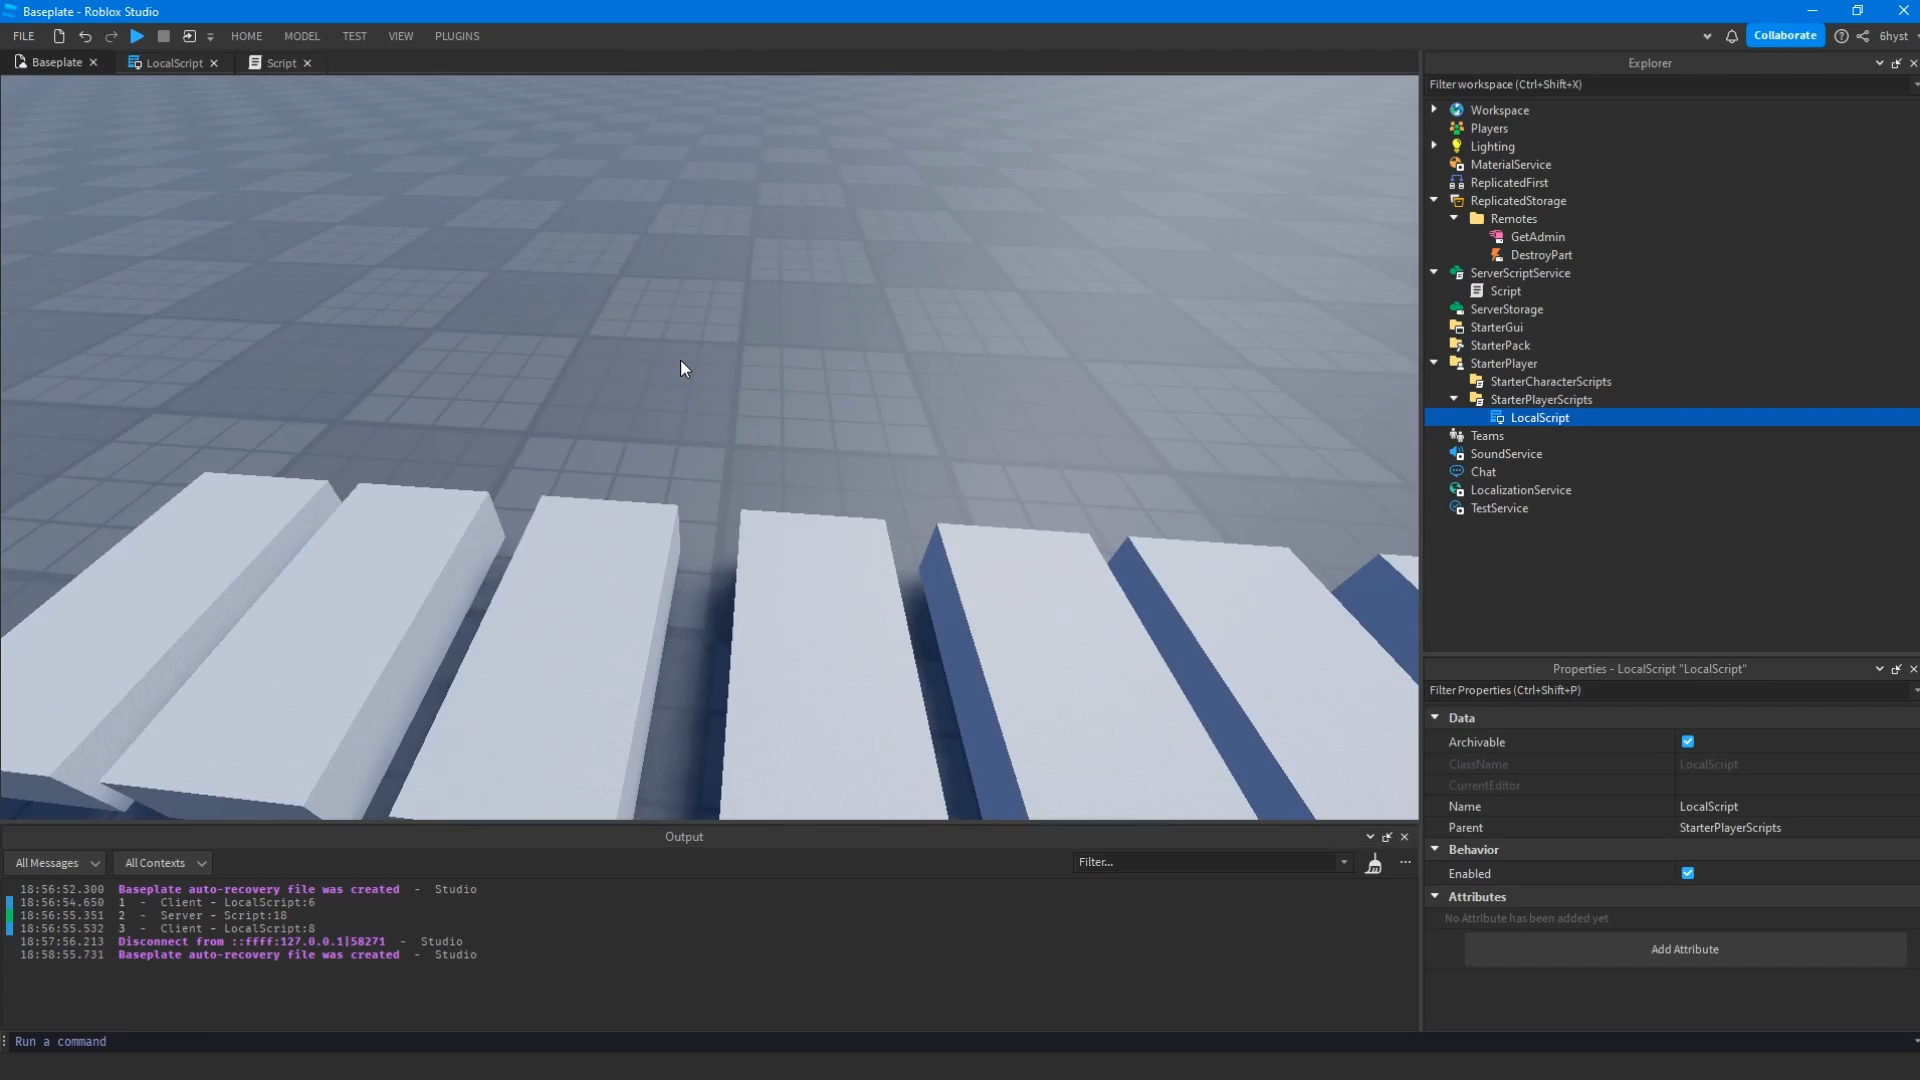 Baseplate - Roblox Studio
FILE HOME MODEL TEST VIEW PLUGINS Collaborate 6hyst
Baseplate LocalScript Script
Explorer
Filter workspace (Ctrl+Shift+X)
Workspace
Players
Lighting
MaterialService
ReplicatedFirst
ReplicatedStorage
Remotes
GetAdmin
DestroyPart
ServerScriptService
Script
ServerStorage
StarterGui
StarterPack
StarterPlayer
StarterCharacterScripts
StarterPlayerScripts
LocalScript
Teams
SoundService
Chat
LocalizationService
TestService
Properties - LocalScript "LocalScript"
Filter Properties (Ctrl+Shift+P)
Data
Archivable
ClassName LocalScript
CurrentEditor
Name LocalScript
Parent StarterPlayerScripts
Behavior
Enabled
Attributes
No Attribute has been added yet
Add Attribute
Output
All Messages All Contexts Filter...
18:56:52.300 Baseplate auto-recovery file was created - Studio
18:56:54.650 1 - Client - LocalScript:6
18:56:55.351 2 - Server - Script:18
18:56:55.532 3 - Client - LocalScript:8
18:57:56.213 Disconnect from ::ffff:127.0.0.1|58271 - Studio
18:58:55.731 Baseplate auto-recovery file was created - Studio
Run a command